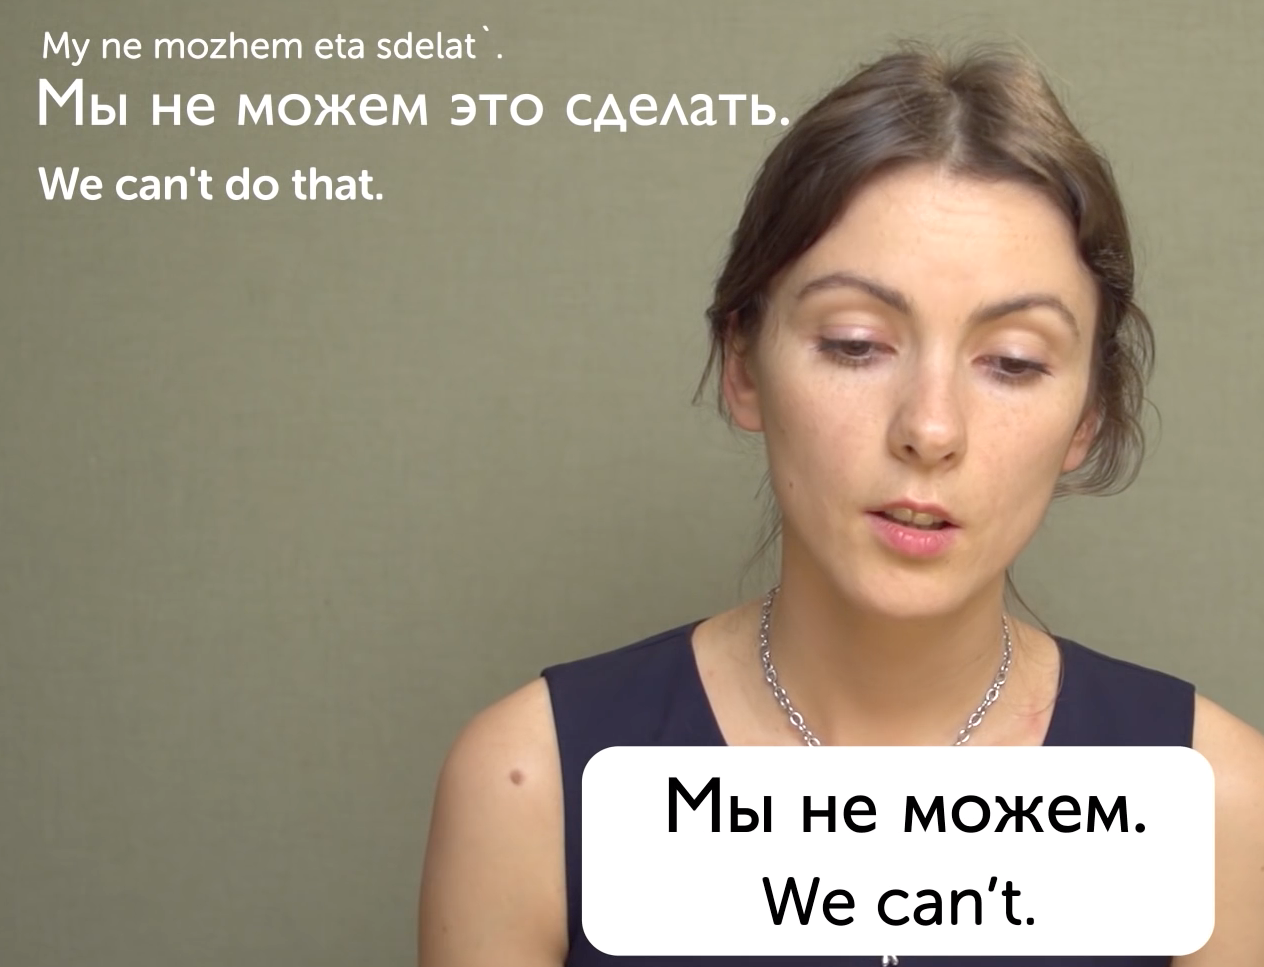 My ne mozhem eta sdelat`.
Мы не можем это сделать.
We can't do that.
Мы не можем.
We can’t.